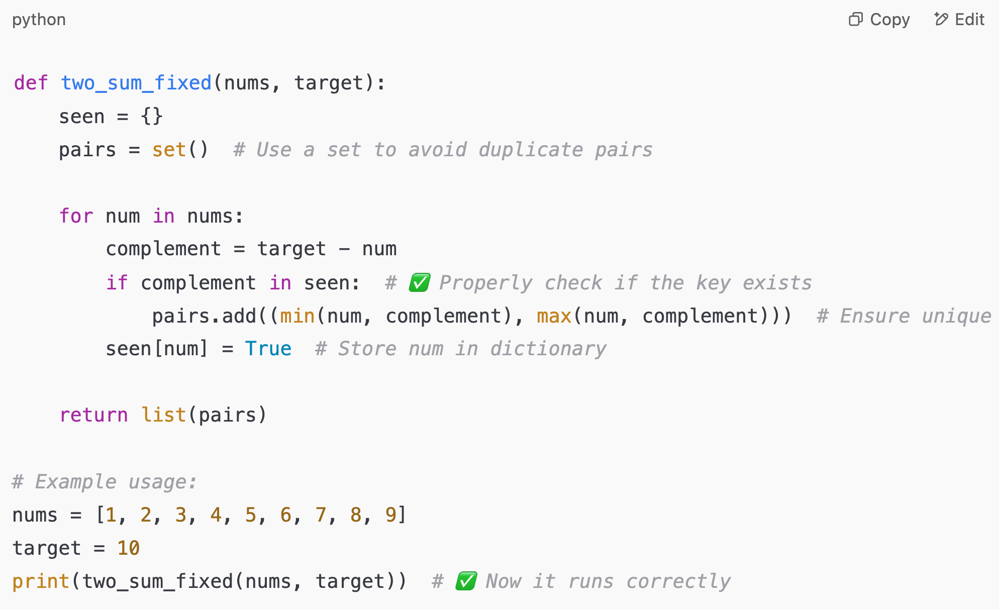 python Copy Edit
def two_sum_fixed(nums, target):
    seen = {}
    pairs = set()  # Use a set to avoid duplicate pairs
    for num in nums:
        complement = target - num
        if complement in seen:  # ✅ Properly check if the key exists
            pairs.add((min(num, complement), max(num, complement)))  # Ensure unique
        seen[num] = True  # Store num in dictionary
    return list(pairs)
# Example usage:
nums = [1, 2, 3, 4, 5, 6, 7, 8, 9]
target = 10
print(two_sum_fixed(nums, target))  # ✅ Now it runs correctly